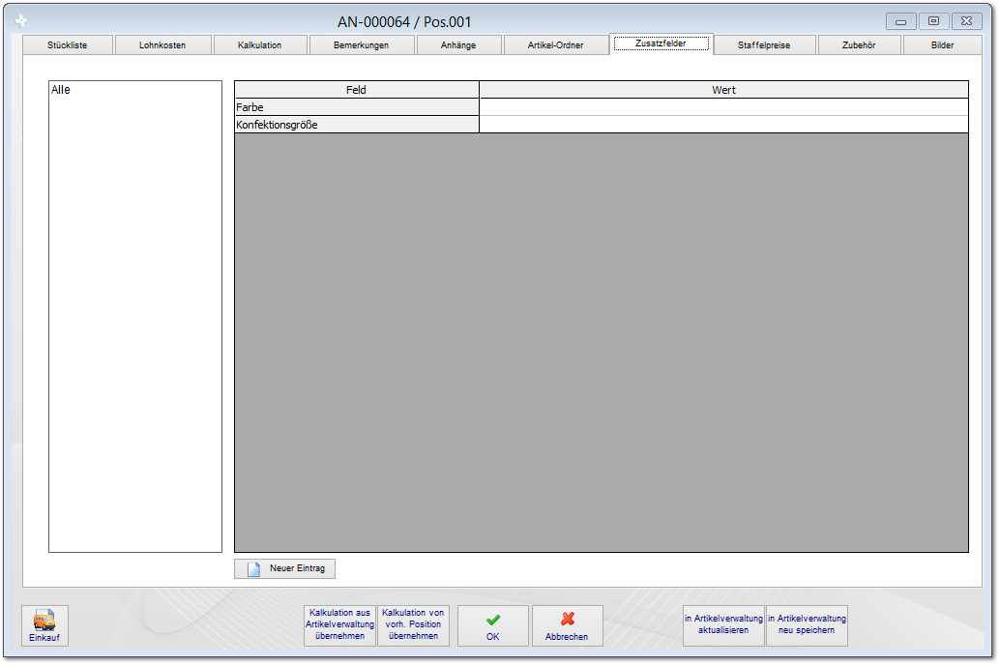 AN-000064 / Pos.001
Stückliste Lohnkosten Kalkulation Bemerkungen Anhänge Artikel-Ordner Zusatzfelder Staffelpreise Zubehör Bilder
Alle
Feld Wert
Farbe
Konfektionsgröße
Neuer Eintrag
Einkauf
Kalkulation aus
Artikelverwaltung
übernehmen
Kalkulation von
vorh. Position
übernehmen
OK
Abbrechen
in Artikelverwaltung
aktualisieren
in Artikelverwaltung
neu speichern